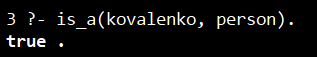 3 ?- is_a(kovalenko, person).
true .